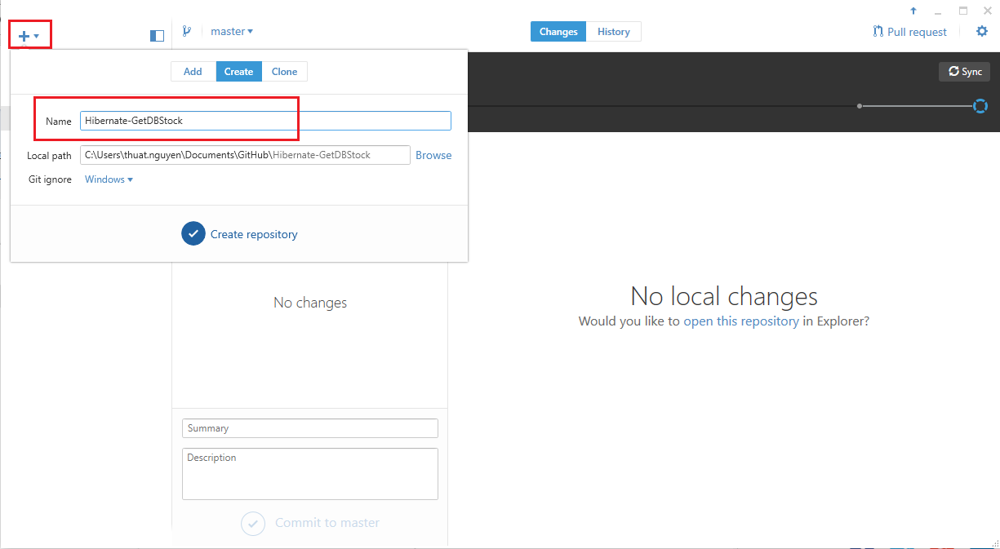 master
Changes
History
Pull request
Add
Create
Clone
Sync
Name
Hibernate-GetDBStock
Local path
C:\Users\thuat.nguyen\Documents\GitHub\Hibernate-GetDBStock
Browse
Git ignore
Windows
Create repository
No changes
No local changes
Would you like to open this repository in Explorer?
Summary
Description
Commit to master